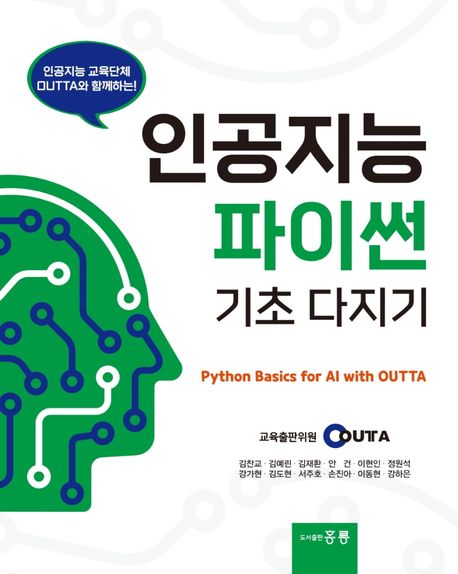 인공지능 교육단체
OUTTA와 함께하는!
인공지능
파이썬
기초 다지기
Python Basics for AI with OUTTA
교육출판위원 OUTTA
김찬교·김예린·김재환·안 건·이현인·정원석
강가현·김도현·서주호·손진아·이동현·강하은
도서출판 홍릉